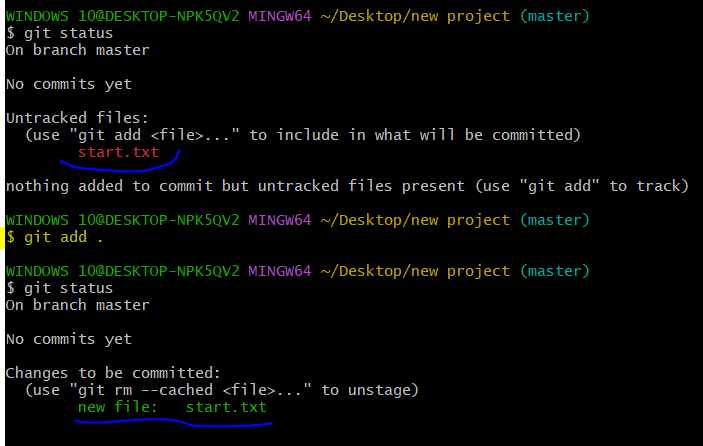 WINDOWS 10@DESKTOP-NPK5QV2 MINGW64 ~/Desktop/new project (master)
$ git status
On branch master
No commits yet
Untracked files:
(use "git add <file>..." to include in what will be committed)
start.txt
nothing added to commit but untracked files present (use "git add" to track)
WINDOWS 10@DESKTOP-NPK5QV2 MINGW64 ~/Desktop/new project (master)
$ git add .
WINDOWS 10@DESKTOP-NPK5QV2 MINGW64 ~/Desktop/new project (master)
$ git status
On branch master
No commits yet
Changes to be committed:
(use "git rm --cached <file>..." to unstage)
new file:   start.txt